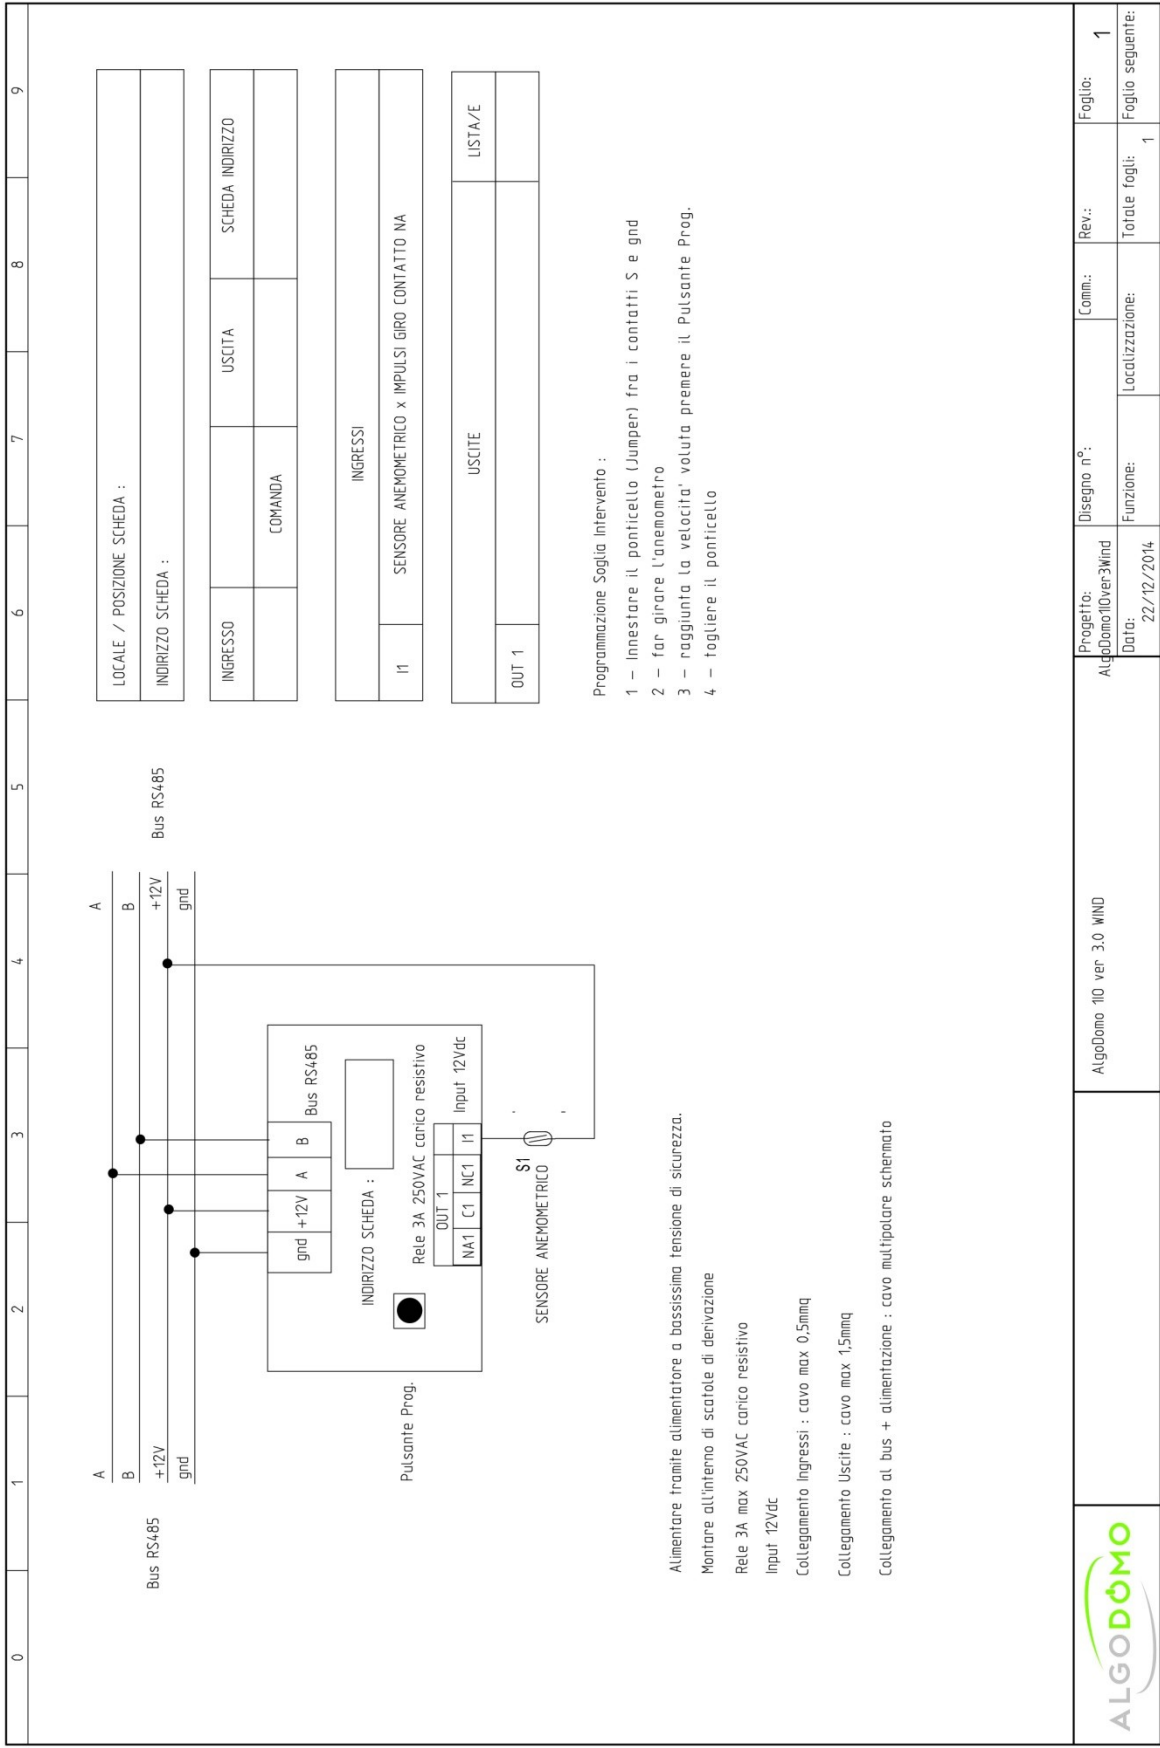 0 1 2 3 4 5 6 7 8 9
Bus RS485
A
B
+12V
gnd
A
B
+12V
gnd
Bus RS485
gnd +12V A B
Bus RS485
INDIRIZZO SCHEDA :
Pulsante Prog.
Rele 3A 250VAC carico resistivo
OUT 1
NA1 C1 NC1 I1
Input 12Vdc
S1
SENSORE ANEMOMETRICO
Alimentare tramite alimentatore a bassissima tensione di sicurezza.
Montare all'interno di scatole di derivazione
Rele 3A max 250VAC carico resistivo
Input 12Vdc
Collegamento Ingressi : cavo max 0,5mmq
Collegamento Uscite : cavo max 1,5mmq
Collegamento al bus + alimentazione : cavo multipolare schermato
LOCALE / POSIZIONE SCHEDA :
INDIRIZZO SCHEDA :
INGRESSO USCITA SCHEDA INDIRIZZO
COMANDA
INGRESSI
I1 SENSORE ANEMOMETRICO x IMPULSI GIRO CONTATTO NA
USCITE LISTA/E
OUT 1
Programmazione Soglia Intervento :
1 – Innestare il ponticello (Jumper) fra i contatti S e gnd
2 – far girare l'anemometro
3 – raggiunta la velocita' voluta premere il Pulsante Prog.
4 – togliere il ponticello
ALGODOMO
AlgoDomo 1IO ver 3.0 WIND
Progetto:
AlgoDomo1IOver3Wind
Disegno n°:
Comm.:
Rev.:
Foglio: 1
Data:
22/12/2014
Funzione:
Localizzazione:
Totale fogli: 1
Foglio seguente: